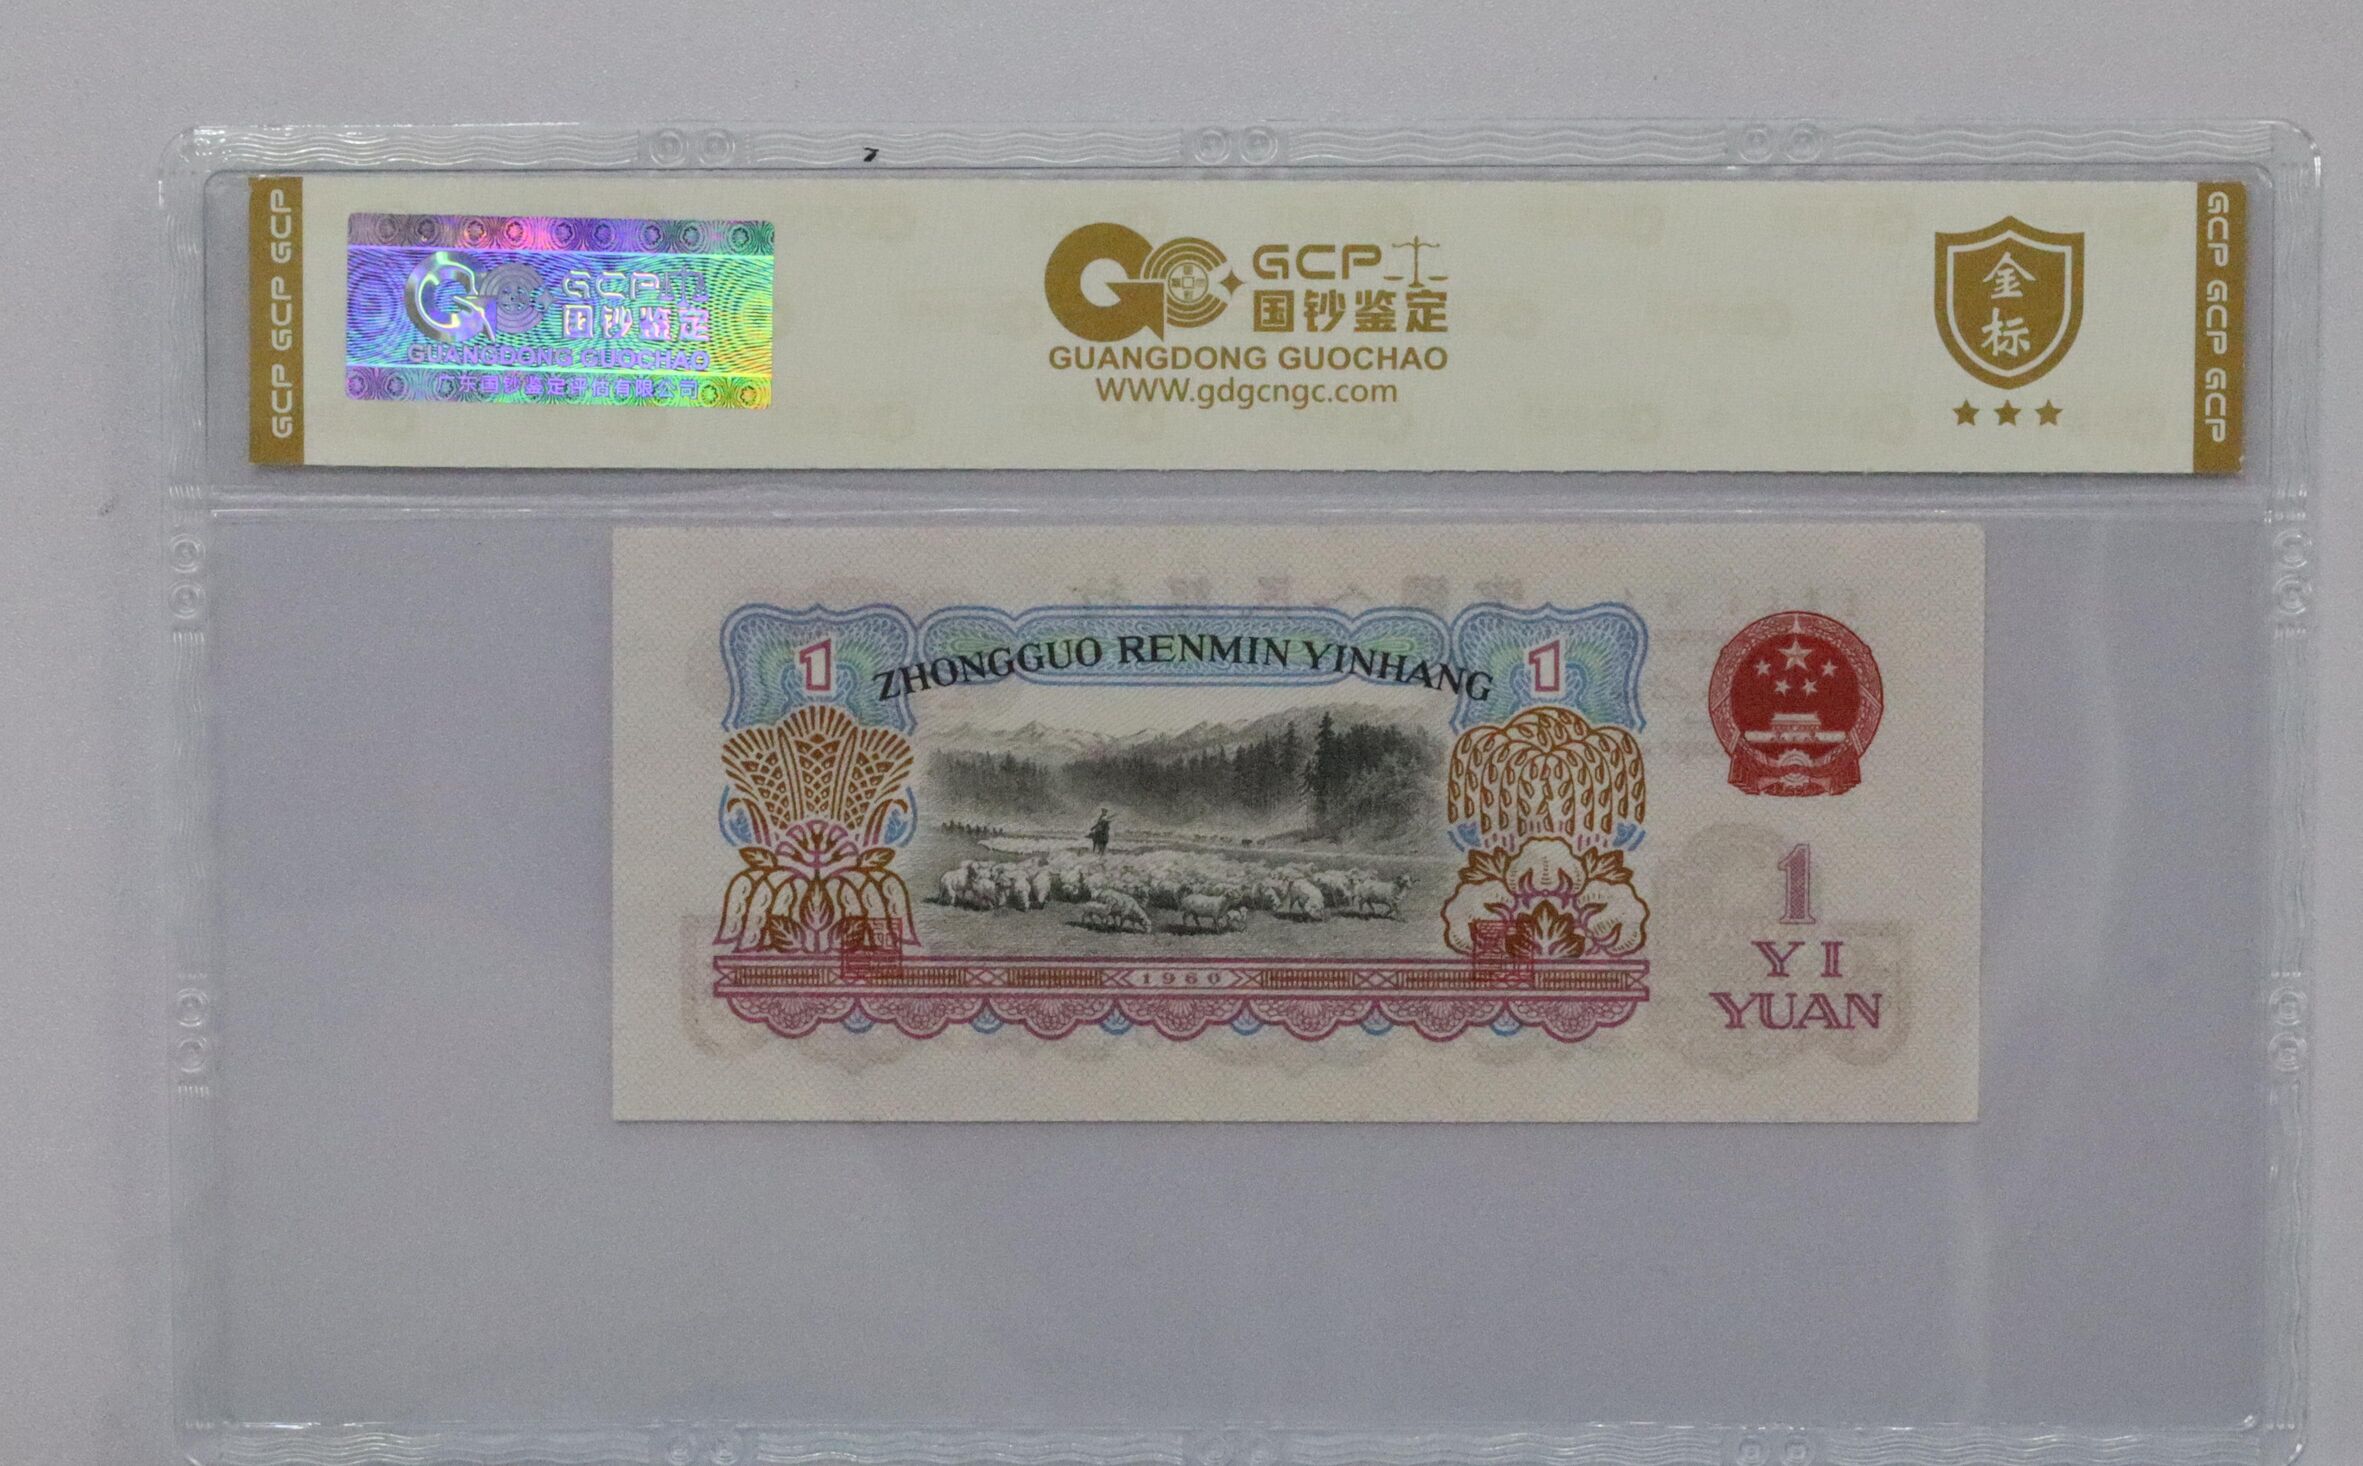 GCP GCP GCP
GCP
国钞鉴定
GUANGDONG GUOCHAO
广东国钞鉴定评估有限公司
GCP
国钞鉴定
GUANGDONG GUOCHAO
WWW.gdgcngc.com
金
标
GCP GCP GCP
1
ZHONGGUO RENMIN YINHANG
1
1960
1
YI
YUAN